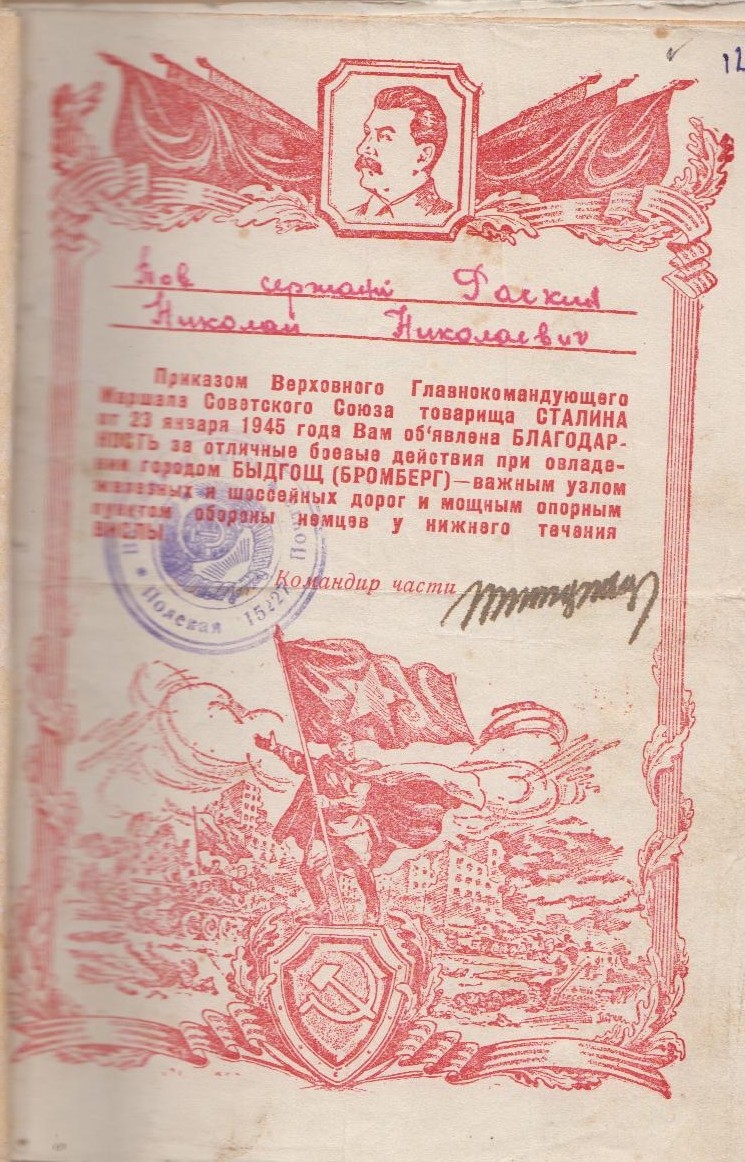 12
Тов сержант Гаскин
Николай Николаевич
Приказом Верховного Главнокомандующего
Маршала Советского Союза товарища СТАЛИНА
от 23 января 1945 года Вам об'явлена БЛАГОДАР-
НОСТЬ за отличные боевые действия при овладе-
нии городом БЫДГОЩ (БРОМБЕРГ)—важным узлом
железных и шоссейных дорог и мощным опорным
пунктом обороны немцев у нижнего течения
ВИСЛЫ
Командир части
Полевая